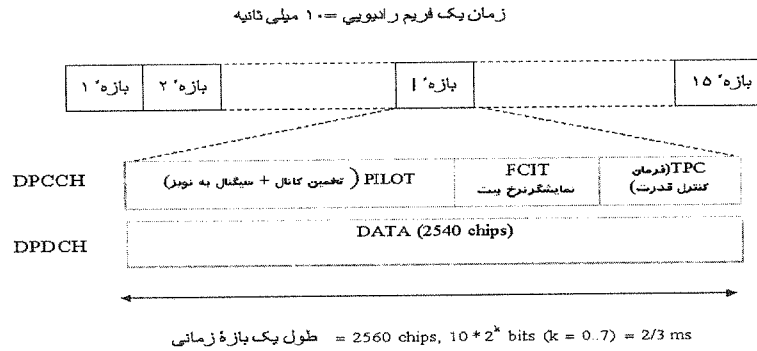 زمان یک فریم رادیویی = ۱۰ میلی ثانیه
بازه ٔ ۱ بازه ٔ ۲ بازه ٔ I بازه ٔ ۱۵
DPCCH
PILOT ( تخمین کانال + سیگنال به نویز)
FCIT
نمایشگر نرخ بیت
TPC(فرمان
کنترل قدرت)
DPDCH
DATA (2540 chips)
طول یک بازهٔ زمانی = 2560 chips, 10 * 2^k bits (k = 0..7) = 2/3 ms